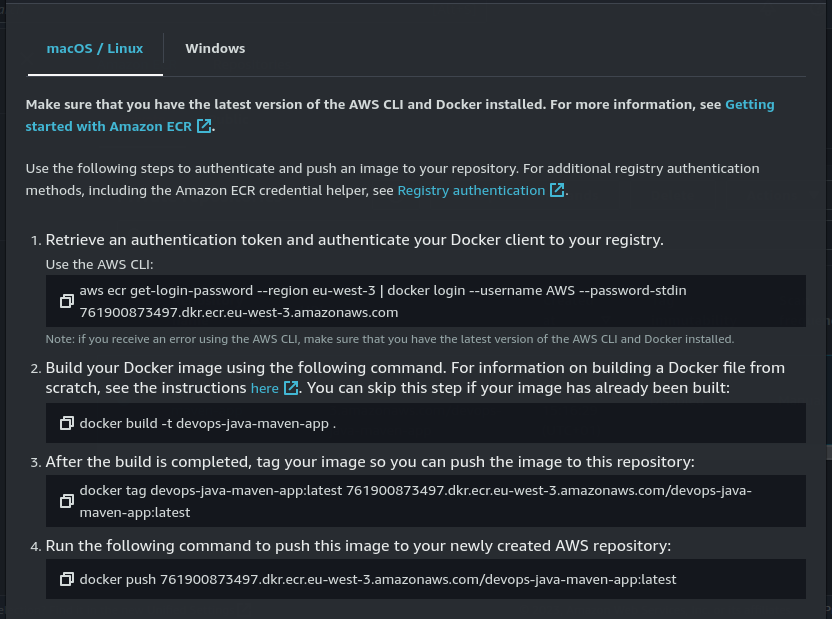 macOS / Linux
Windows
Make sure that you have the latest version of the AWS CLI and Docker installed. For more information, see Getting
started with Amazon ECR.
Use the following steps to authenticate and push an image to your repository. For additional registry authentication
methods, including the Amazon ECR credential helper, see Registry authentication.
1. Retrieve an authentication token and authenticate your Docker client to your registry.
Use the AWS CLI:
aws ecr get-login-password --region eu-west-3 | docker login --username AWS --password-stdin
761900873497.dkr.ecr.eu-west-3.amazonaws.com
Note: if you receive an error using the AWS CLI, make sure that you have the latest version of the AWS CLI and Docker installed.
2. Build your Docker image using the following command. For information on building a Docker file from
scratch, see the instructions here. You can skip this step if your image has already been built:
docker build -t devops-java-maven-app .
3. After the build is completed, tag your image so you can push the image to this repository:
docker tag devops-java-maven-app:latest 761900873497.dkr.ecr.eu-west-3.amazonaws.com/devops-java-
maven-app:latest
4. Run the following command to push this image to your newly created AWS repository:
docker push 761900873497.dkr.ecr.eu-west-3.amazonaws.com/devops-java-maven-app:latest